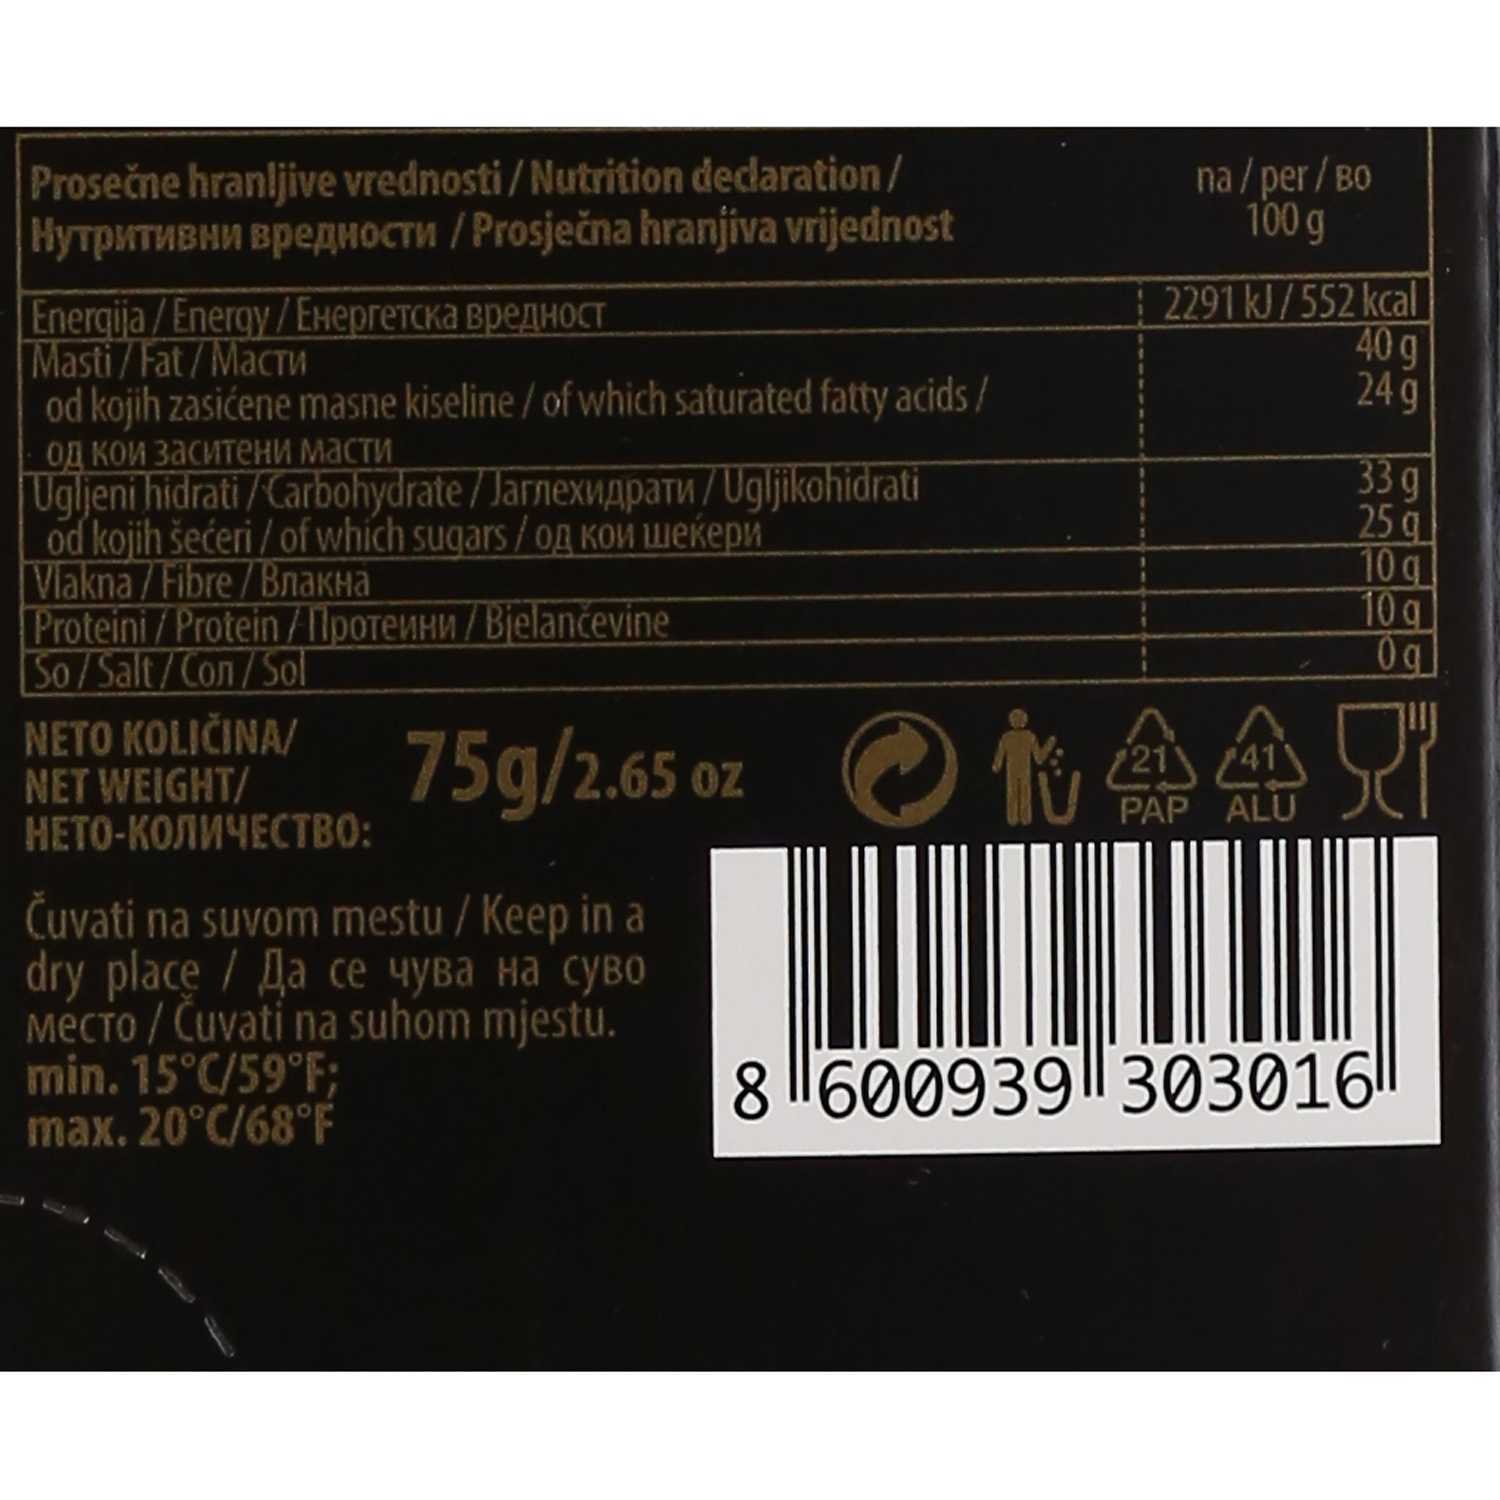 Prosečne hranljive vrednosti / Nutrition declaration /
Нутритивни вредности / Prosječna hranjiva vrijednost
na / per / во
100 g
Energija / Energy / Енергетска вредност 2291 kJ / 552 kcal
Masti / Fat / Масти 40 g
od kojih zasićene masne kiseline / of which saturated fatty acids / 24 g
од кои заситени масти
Ugljeni hidrati / Carbohydrate / Јаглехидрати / Ugljikohidrati 33 g
od kojih šećeri / of which sugars / од кои шеќери 25 g
Vlakna / Fibre / Влакна 10 g
Proteini / Protein / Протеини / Bjelančevine 10 g
So / Salt / Сол / Sol 0 g
NETO KOLIČINA/
NET WEIGHT/
НЕТО-КОЛИЧЕСТВО:
75g/2.65 oz
21
PAP
41
ALU
Čuvati na suvom mestu / Keep in a
dry place / Да се чува на суво
место / Čuvati na suhom mjestu.
min. 15°C/59°F;
max. 20°C/68°F
8 600939 303016